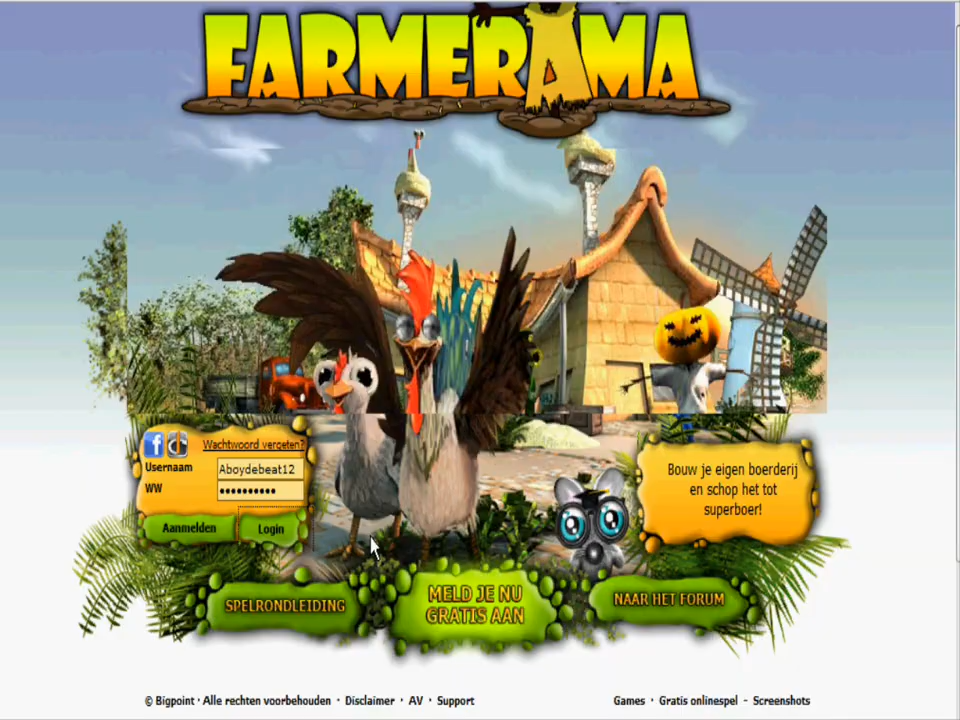 FARMERAMA
Wachtwoord vergeten?
Usernaam
Aboydebeat12
WW
••••••••••
Aanmelden
Login
Bouw je eigen boerderij
en schop het tot
superboer!
SPELRONDLEIDING
MELD JE NU
GRATIS AAN
NAAR HET FORUM
© Bigpoint · Alle rechten voorbehouden · Disclaimer · AV · Support
Games · Gratis onlinespel - Screenshots